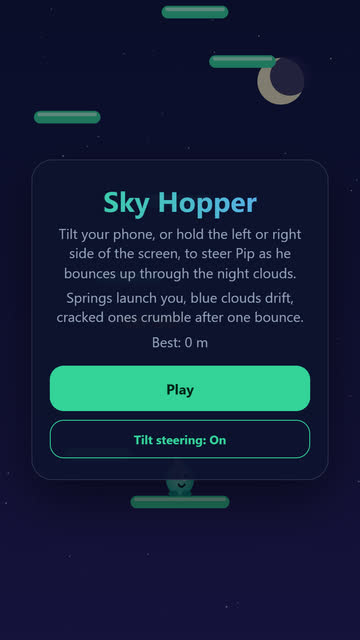 Sky Hopper
Tilt your phone, or hold the left or right
side of the screen, to steer Pip as he
bounces up through the night clouds.
Springs launch you, blue clouds drift,
cracked ones crumble after one bounce.
Best: 0 m
Play
Tilt steering: On